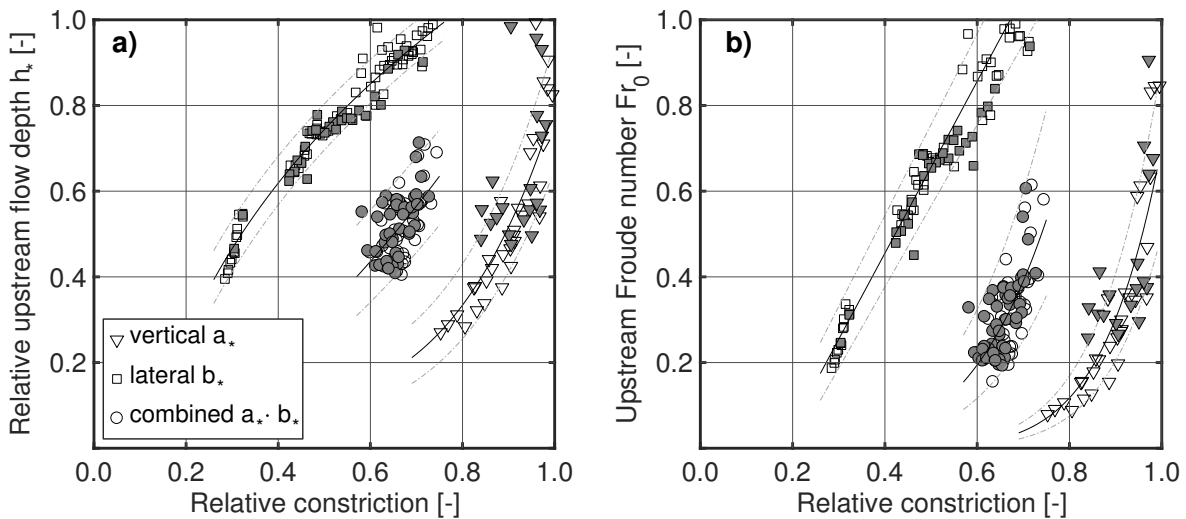 a)
Relative upstream flow depth h* [-]
1.0
0.8
0.6
0.4
0.2
vertical a*
lateral b*
combined a* · b*
0.0 0.2 0.4 0.6 0.8 1.0
Relative constriction [-]
b)
Upstream Froude number Fr0 [-]
1.0
0.8
0.6
0.4
0.2
0.0 0.2 0.4 0.6 0.8 1.0
Relative constriction [-]